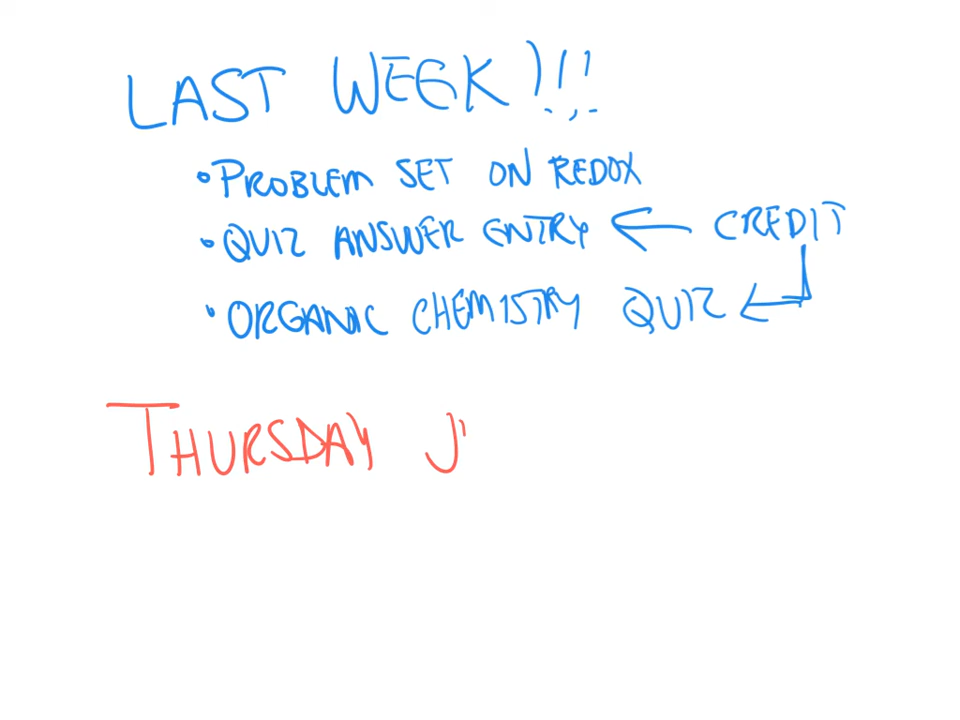 LAST WEEK!!!
• PROBLEM SET ON REDOX
• QUIZ ANSWER ENTRY ← CREDIT
• ORGANIC CHEMISTRY QUIZ ←
THURSDAY J